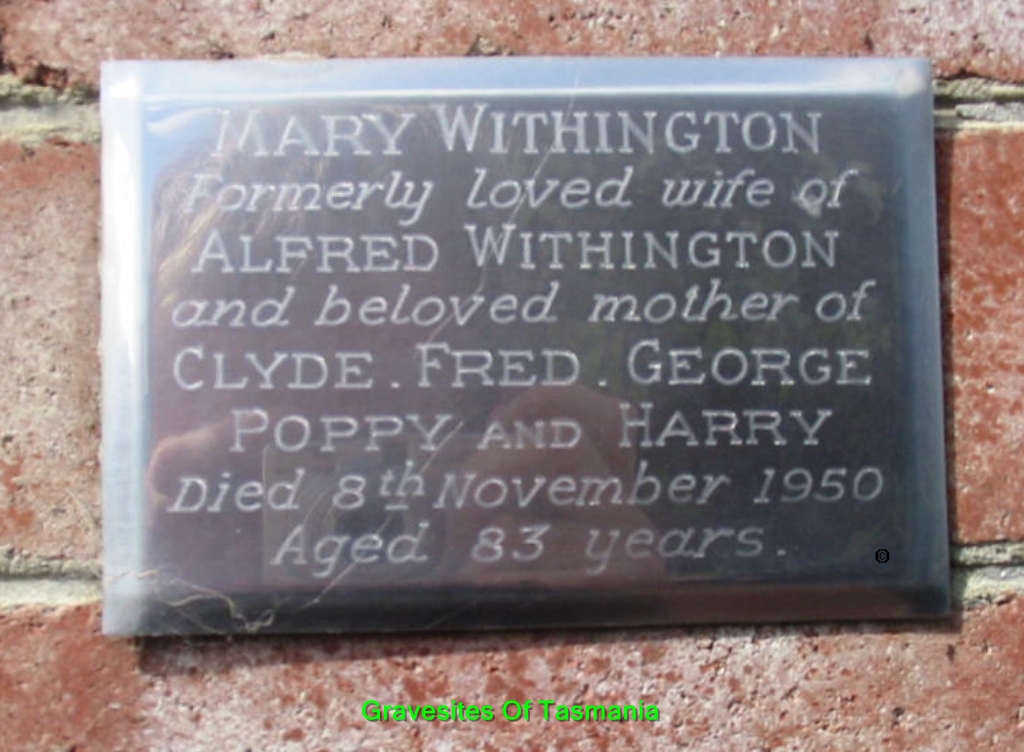 MARY WITHINGTON
Formerly loved wife of
ALFRED WITHINGTON
and beloved mother of
CLYDE . FRED . GEORGE
POPPY AND HARRY
Died 8th November 1950
Aged 83 years.
©
Gravesites Of Tasmania